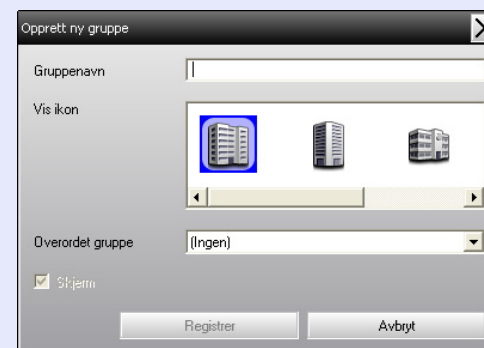 Opprett ny gruppe
Gruppenavn
Vis ikon
Overordet gruppe (Ingen)
Skjerm
Registrer Avbryt